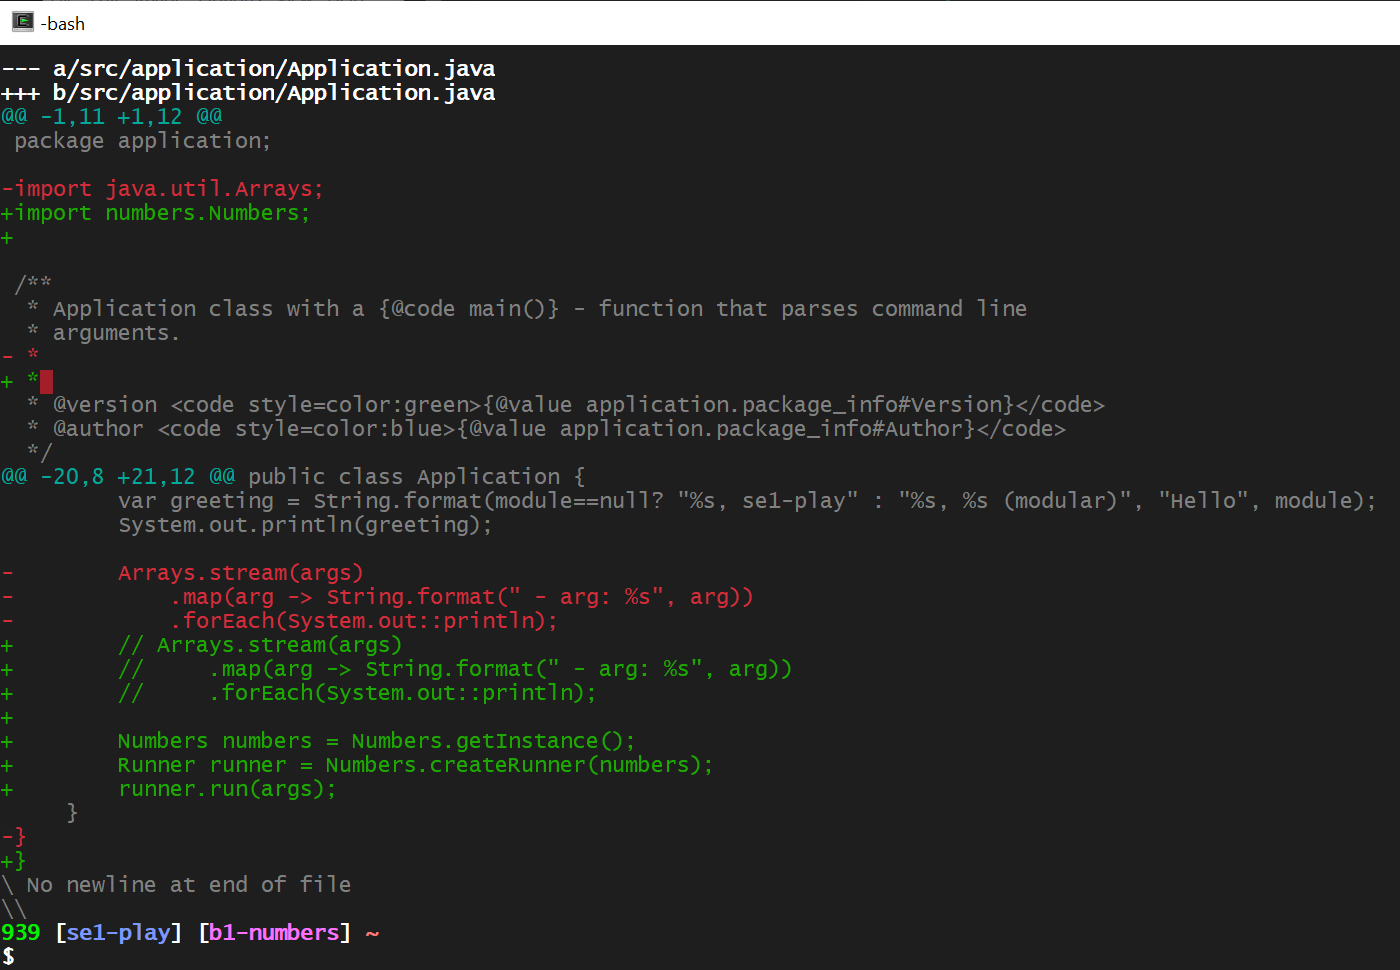 -bash
--- a/src/application/Application.java
+++ b/src/application/Application.java
@@ -1,11 +1,12 @@
 package application;

-import java.util.Arrays;
+import numbers.Numbers;
+

 /**
  * Application class with a {@code main()} - function that parses command line
  * arguments.
- *
+ *
  * @version <code style=color:green>{@value application.package_info#Version}</code>
  * @author <code style=color:blue>{@value application.package_info#Author}</code>
  */
@@ -20,8 +21,12 @@ public class Application {
         var greeting = String.format(module==null? "%s, se1-play" : "%s, %s (modular)", "Hello", module);
         System.out.println(greeting);

-        Arrays.stream(args)
-            .map(arg -> String.format(" - arg: %s", arg))
-            .forEach(System.out::println);
+        // Arrays.stream(args)
+        //     .map(arg -> String.format(" - arg: %s", arg))
+        //     .forEach(System.out::println);
+
+        Numbers numbers = Numbers.getInstance();
+        Runner runner = Numbers.createRunner(numbers);
+        runner.run(args);
     }
-}
+}
\ No newline at end of file
\\
939 [se1-play] [b1-numbers] ~
$